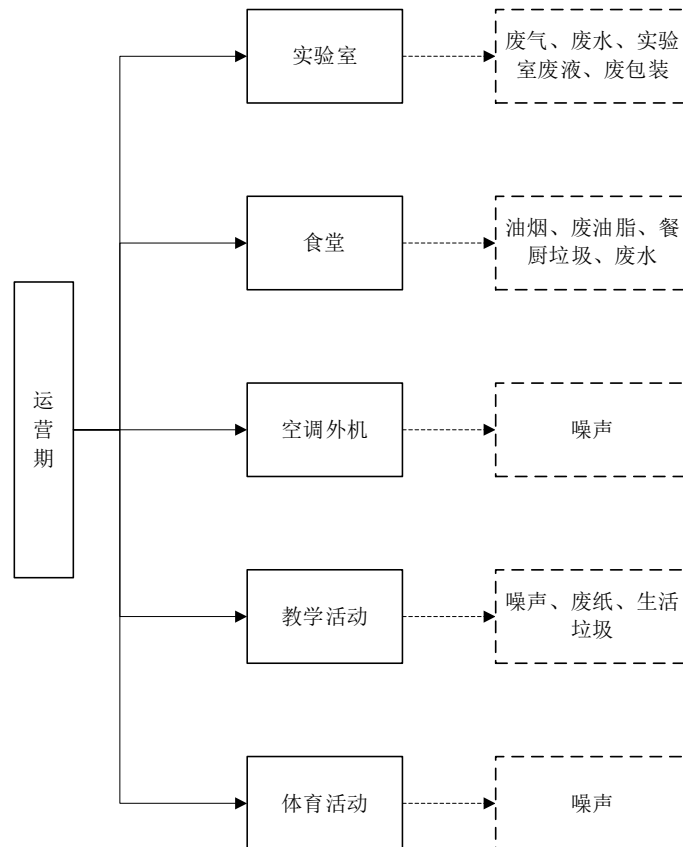 实验室
废气、废水、实验
室废液、废包装
食堂
油烟、废油脂、餐
厨垃圾、废水
运
营
期
空调外机
噪声
教学活动
噪声、废纸、生活
垃圾
体育活动
噪声